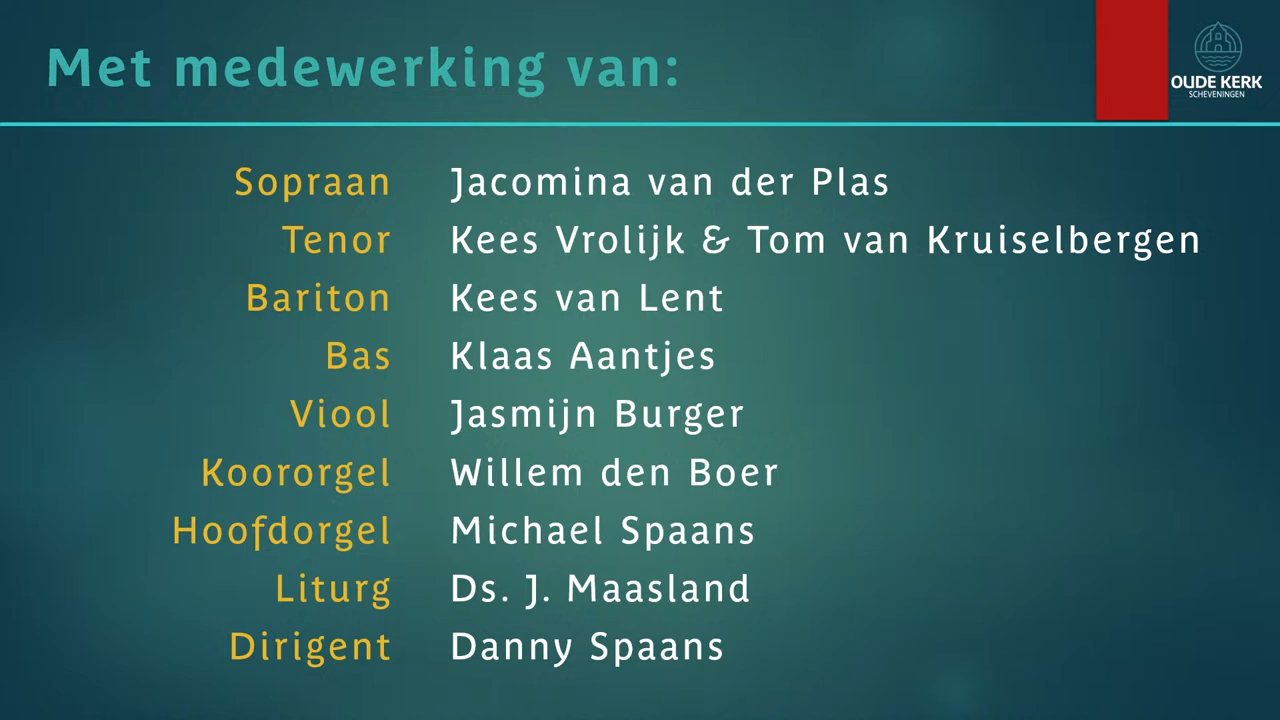 Met medewerking van:
OUDE KERK
SCHEVENINGEN
Sopraan Jacomina van der Plas
Tenor Kees Vrolijk & Tom van Kruiselbergen
Bariton Kees van Lent
Bas Klaas Aantjes
Viool Jasmijn Burger
Koororgel Willem den Boer
Hoofdorgel Michael Spaans
Liturg Ds. J. Maasland
Dirigent Danny Spaans